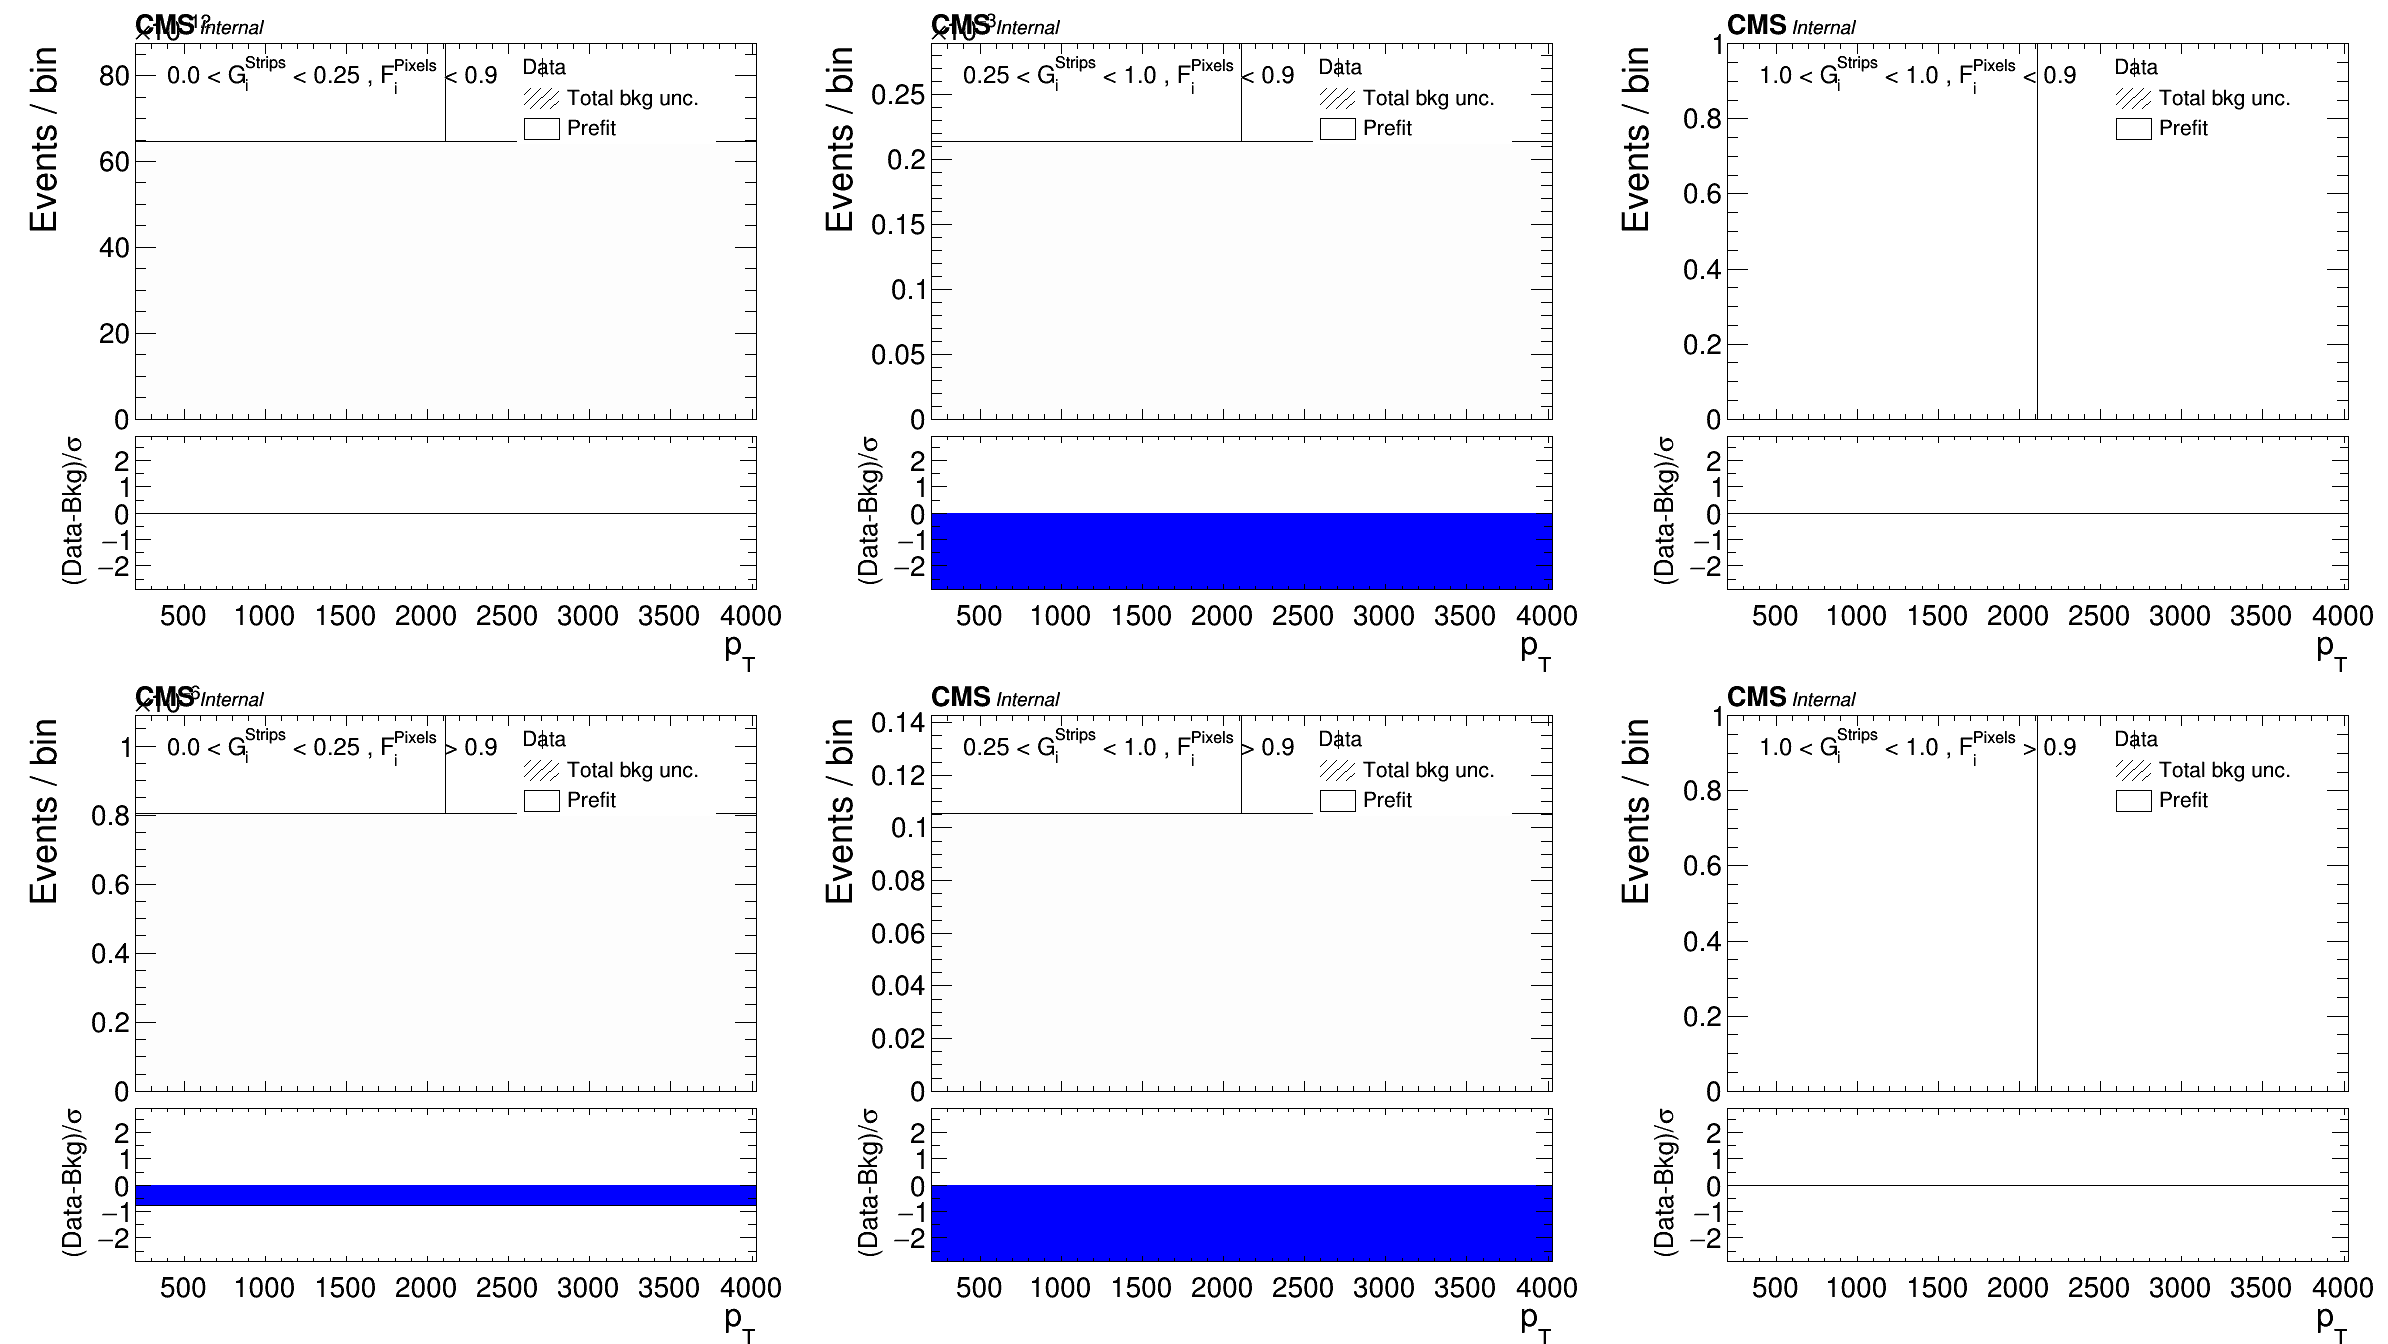 CMS Internal
×10
0.0 < G_i^Strips < 0.25 , F_i^Pixels < 0.9
Data
Total bkg unc.
Prefit
Events / bin
80
60
40
20
0
(Data-Bkg)/σ
2
1
0
−1
−2
500 1000 1500 2000 2500 3000 3500 4000
p_T
CMS Internal
×10
0.25 < G_i^Strips < 1.0 , F_i^Pixels < 0.9
Data
Total bkg unc.
Prefit
Events / bin
0.25
0.2
0.15
0.1
0.05
0
(Data-Bkg)/σ
2
1
0
−1
−2
500 1000 1500 2000 2500 3000 3500 4000
p_T
CMS Internal
1.0 < G_i^Strips < 1.0 , F_i^Pixels < 0.9
Data
Total bkg unc.
Prefit
Events / bin
1
0.8
0.6
0.4
0.2
0
(Data-Bkg)/σ
2
1
0
−1
−2
500 1000 1500 2000 2500 3000 3500 4000
p_T
CMS Internal
×10
0.0 < G_i^Strips < 0.25 , F_i^Pixels > 0.9
Data
Total bkg unc.
Prefit
Events / bin
1
0.8
0.6
0.4
0.2
0
(Data-Bkg)/σ
2
1
0
−1
−2
500 1000 1500 2000 2500 3000 3500 4000
p_T
CMS Internal
0.25 < G_i^Strips < 1.0 , F_i^Pixels > 0.9
Data
Total bkg unc.
Prefit
Events / bin
0.14
0.12
0.1
0.08
0.06
0.04
0.02
0
(Data-Bkg)/σ
2
1
0
−1
−2
500 1000 1500 2000 2500 3000 3500 4000
p_T
CMS Internal
1.0 < G_i^Strips < 1.0 , F_i^Pixels > 0.9
Data
Total bkg unc.
Prefit
Events / bin
1
0.8
0.6
0.4
0.2
0
(Data-Bkg)/σ
2
1
0
−1
−2
500 1000 1500 2000 2500 3000 3500 4000
p_T